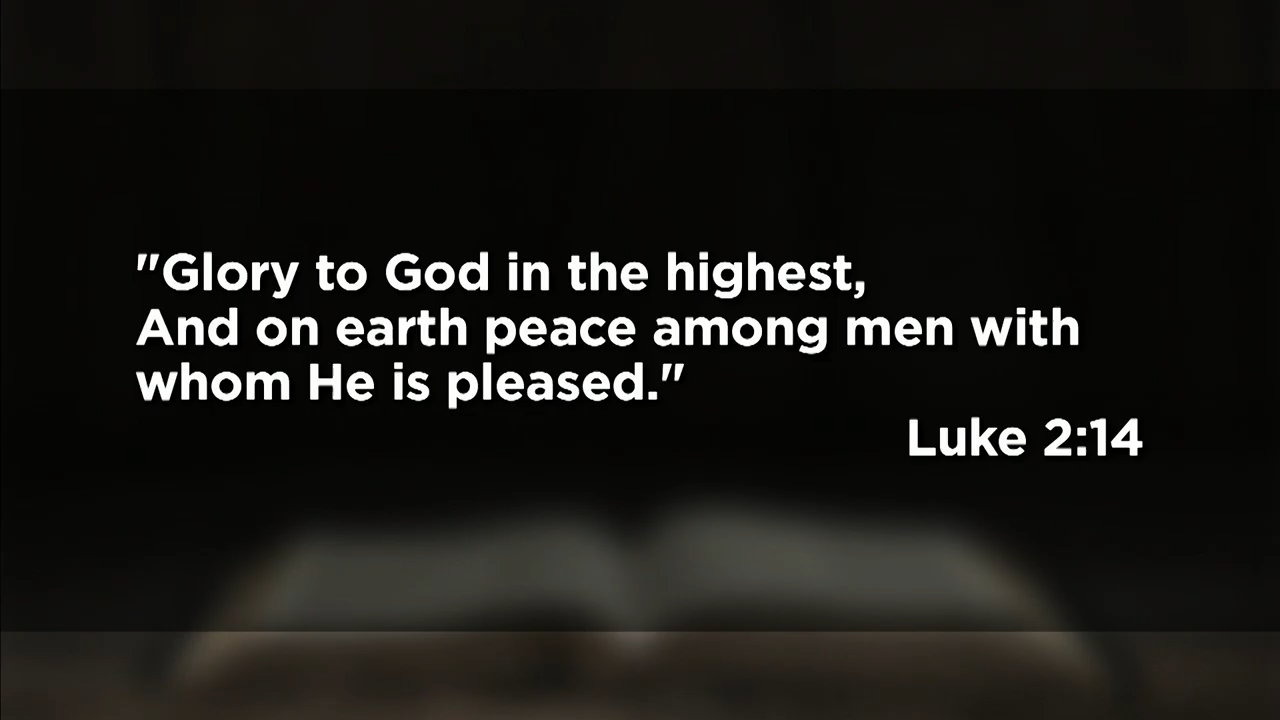 "Glory to God in the highest,
And on earth peace among men with
whom He is pleased."
Luke 2:14